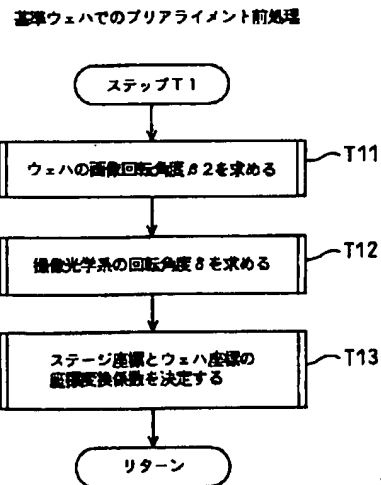 基準ウェハでのプリアライメント前処理
ステップT1
ウェハの画像回転角度β2を求める
T11
撮像光学系の回転角度δを求める
T12
ステージ座標とウェハ座標の
座標変換係数を決定する
T13
リターン